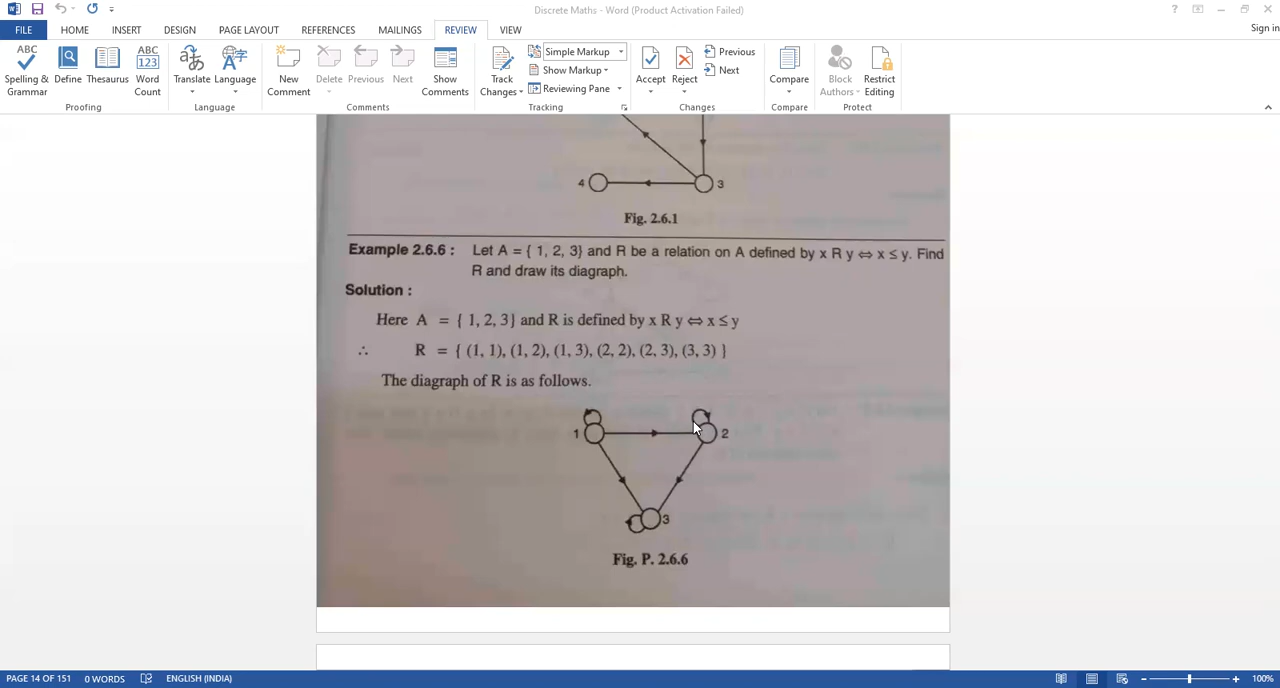 Discrete Maths - Word (Product Activation Failed)
FILE HOME INSERT DESIGN PAGE LAYOUT REFERENCES MAILINGS REVIEW VIEW Sign in
Spelling & Grammar
Define
Thesaurus
Word Count
Translate
Language
New Comment
Delete
Previous
Next
Show Comments
Track Changes
Simple Markup
Show Markup
Reviewing Pane
Accept
Reject
Previous
Next
Compare
Block Authors
Restrict Editing
Proofing Language Comments Tracking Changes Compare Protect
4 3
Fig. 2.6.1
Example 2.6.6 : Let A = { 1, 2, 3} and R be a relation on A defined by x R y ⇔ x ≤ y. Find
R and draw its diagraph.
Solution :
Here A = { 1, 2, 3} and R is defined by x R y ⇔ x ≤ y
∴ R = { (1, 1), (1, 2), (1, 3), (2, 2), (2, 3), (3, 3) }
The diagraph of R is as follows.
1 2
3
Fig. P. 2.6.6
PAGE 14 OF 151 0 WORDS ENGLISH (INDIA) 100%